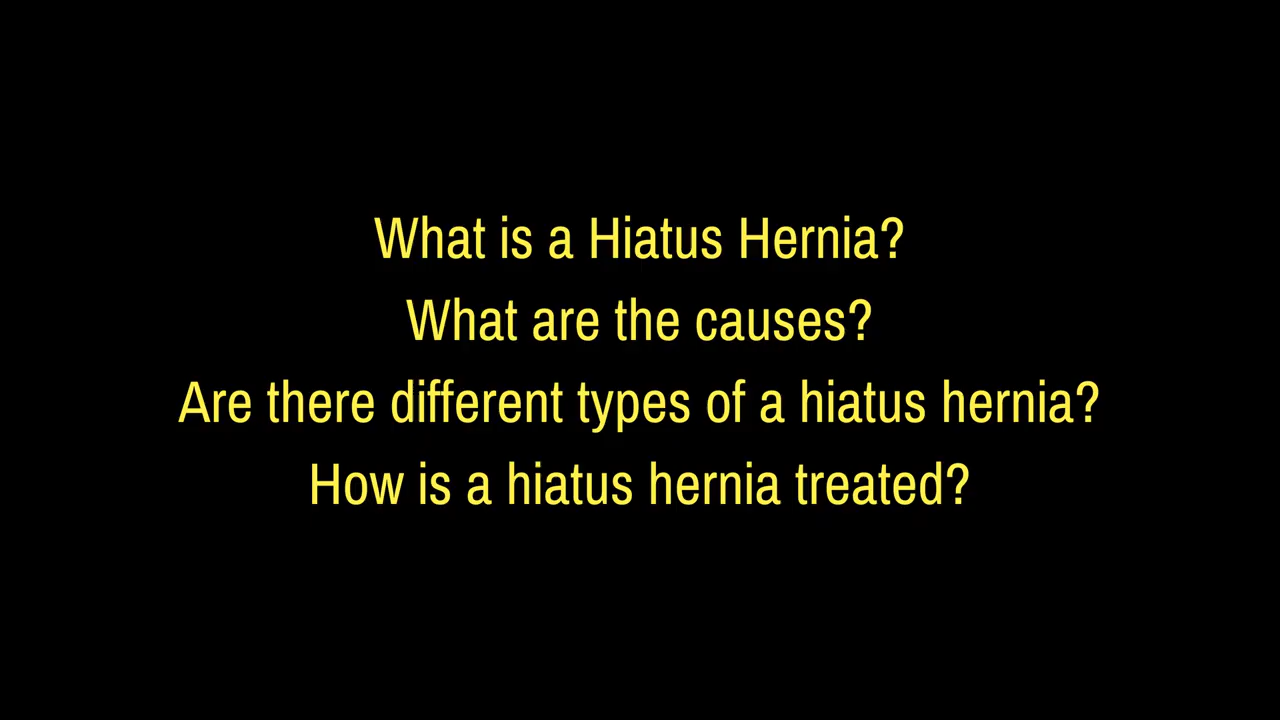 What is a Hiatus Hernia?
What are the causes?
Are there different types of a hiatus hernia?
How is a hiatus hernia treated?